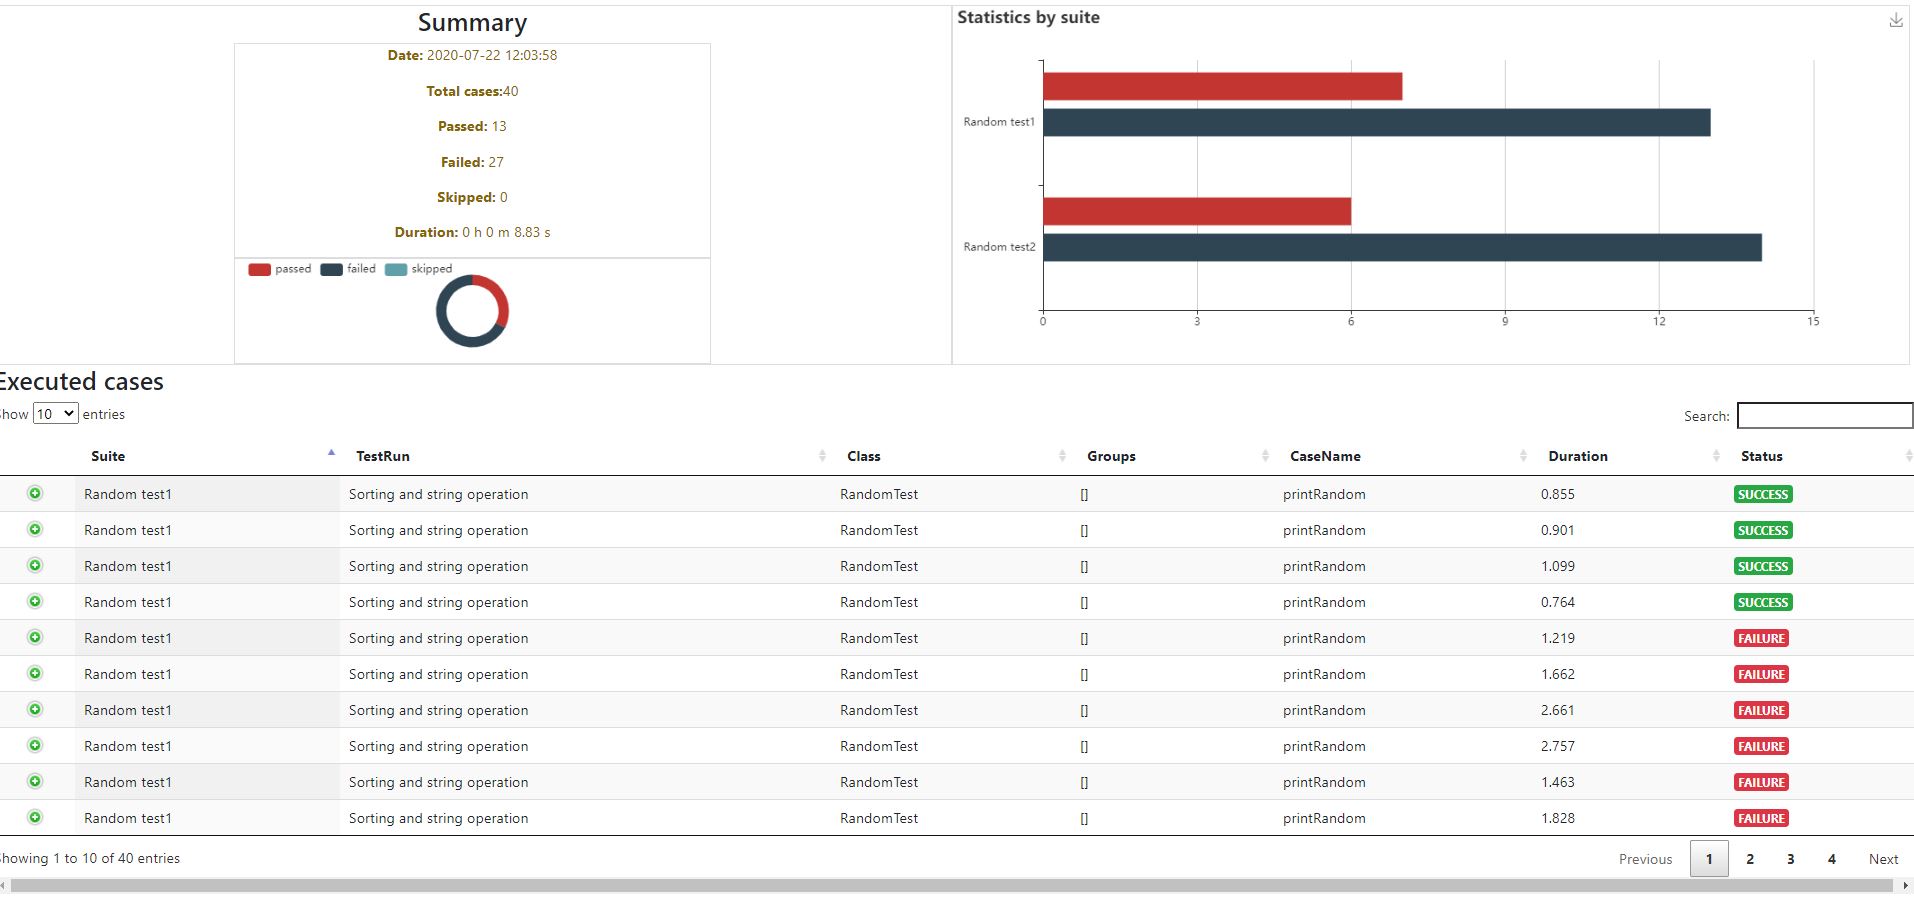 Summary
Date: 2020-07-22 12:03:58
Total cases:40
Passed: 13
Failed: 27
Skipped: 0
Duration: 0 h 0 m 8.83 s
passed failed skipped
Statistics by suite
Random test1
Random test2
0 3 6 9 12 15
Executed cases
how 10 entries
Search:
Suite TestRun Class Groups CaseName Duration Status
Random test1 Sorting and string operation RandomTest [] printRandom 0.855 SUCCESS
Random test1 Sorting and string operation RandomTest [] printRandom 0.901 SUCCESS
Random test1 Sorting and string operation RandomTest [] printRandom 1.099 SUCCESS
Random test1 Sorting and string operation RandomTest [] printRandom 0.764 SUCCESS
Random test1 Sorting and string operation RandomTest [] printRandom 1.219 FAILURE
Random test1 Sorting and string operation RandomTest [] printRandom 1.662 FAILURE
Random test1 Sorting and string operation RandomTest [] printRandom 2.661 FAILURE
Random test1 Sorting and string operation RandomTest [] printRandom 2.757 FAILURE
Random test1 Sorting and string operation RandomTest [] printRandom 1.463 FAILURE
Random test1 Sorting and string operation RandomTest [] printRandom 1.828 FAILURE
howing 1 to 10 of 40 entries
Previous 1 2 3 4 Next